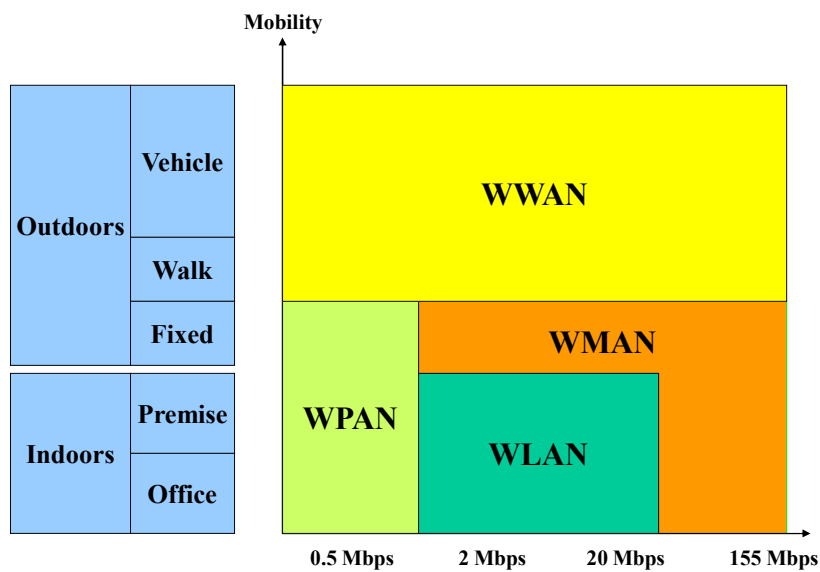 Mobility
Outdoors
Vehicle
Walk
Fixed
Indoors
Premise
Office
WWAN
WMAN
WPAN
WLAN
0.5 Mbps 2 Mbps 20 Mbps 155 Mbps